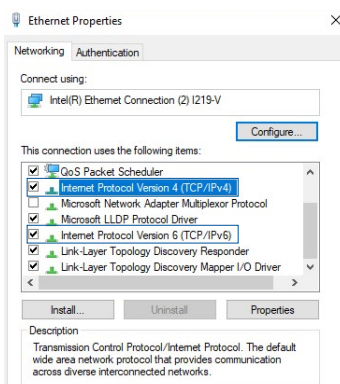 Ethernet Properties
Networking Authentication
Connect using:
Intel(R) Ethernet Connection (2) I219-V
Configure...
This connection uses the following items:
QoS Packet Scheduler
Internet Protocol Version 4 (TCP/IPv4)
Microsoft Network Adapter Multiplexor Protocol
Microsoft LLDP Protocol Driver
Internet Protocol Version 6 (TCP/IPv6)
Link-Layer Topology Discovery Responder
Link-Layer Topology Discovery Mapper I/O Driver
Install... Uninstall Properties
Description
Transmission Control Protocol/Internet Protocol. The default
wide area network protocol that provides communication
across diverse interconnected networks.